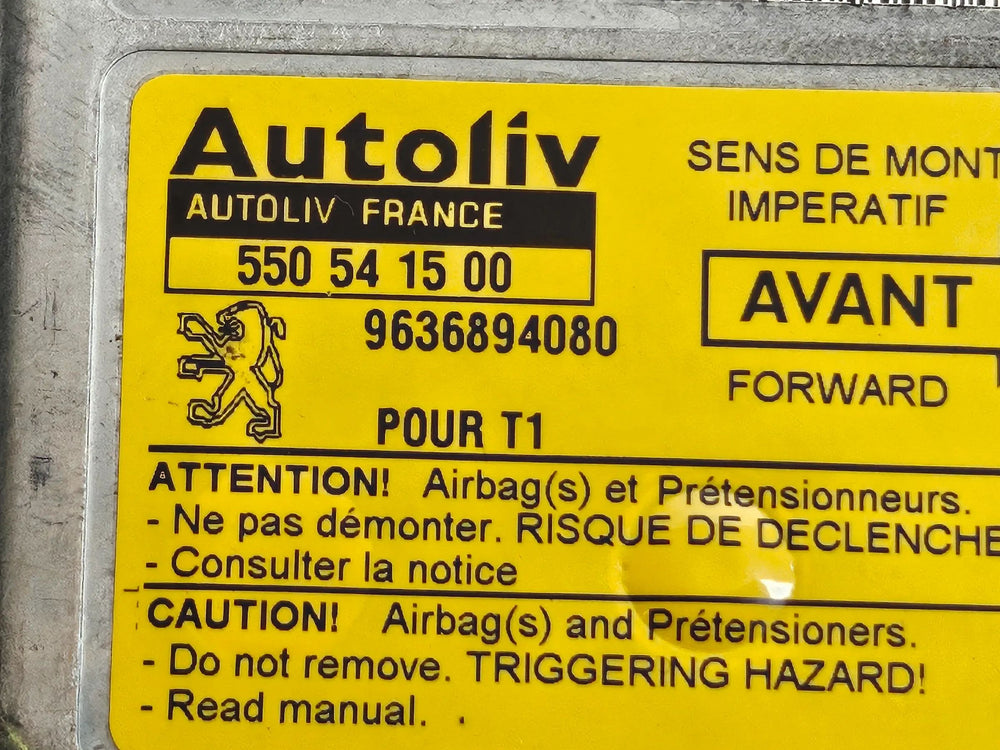 Autoliv
AUTOLIV FRANCE
550 54 15 00
9636894080
POUR T1
SENS DE MONT
IMPERATIF
AVANT
FORWARD
ATTENTION! Airbag(s) et Prétensionneurs.
- Ne pas démonter. RISQUE DE DECLENCHE
- Consulter la notice
CAUTION! Airbag(s) and Prétensioners.
- Do not remove. TRIGGERING HAZARD!
- Read manual.